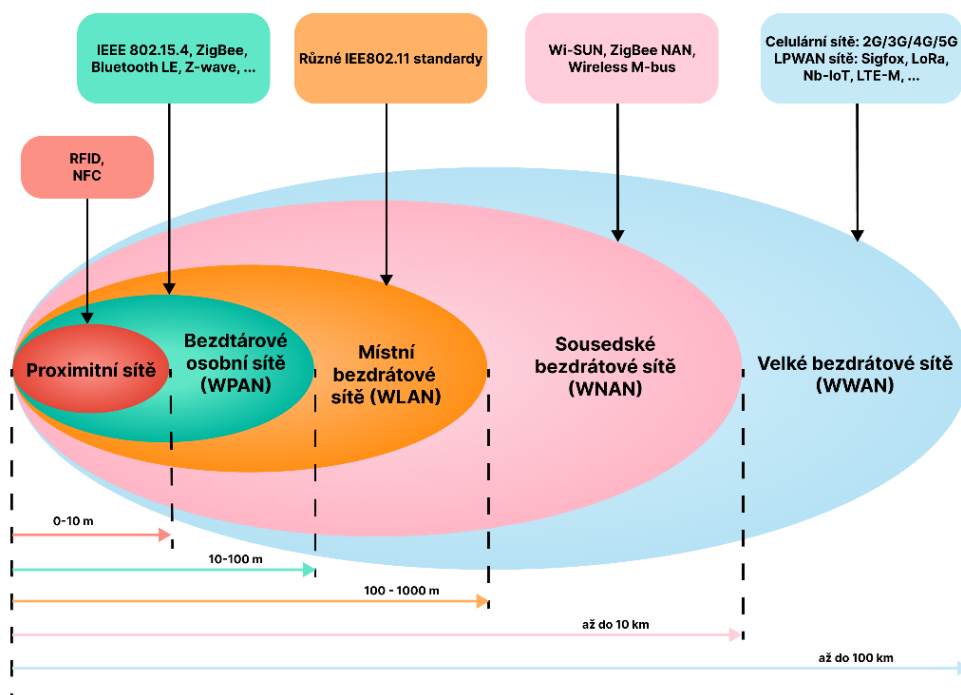 IEEE 802.15.4, ZigBee,
Bluetooth LE, Z-wave, ...
Různé IEE802.11 standardy
Wi-SUN, ZigBee NAN,
Wireless M-bus
Celulární sítě: 2G/3G/4G/5G
LPWAN sítě: Sigfox, LoRa,
Nb-IoT, LTE-M, ...
RFID,
NFC
Proximitní sítě
Bezdtárové
osobní sítě
(WPAN)
Místní
bezdrátové
sítě (WLAN)
Sousedské
bezdrátové sítě
(WNAN)
Velké bezdrátové sítě
(WWAN)
0-10 m
10-100 m
100 - 1000 m
až do 10 km
až do 100 km